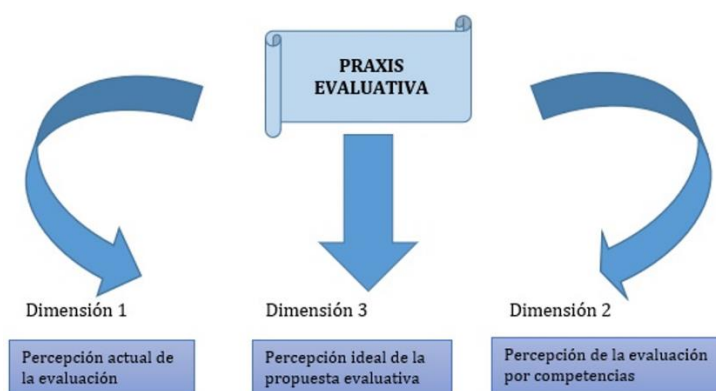 PRAXIS
EVALUATIVA
Dimensión 1
Dimensión 3
Dimensión 2
Percepción actual de
la evaluación
Percepción ideal de la
propuesta evaluativa
Percepción de la evaluación
por competencias